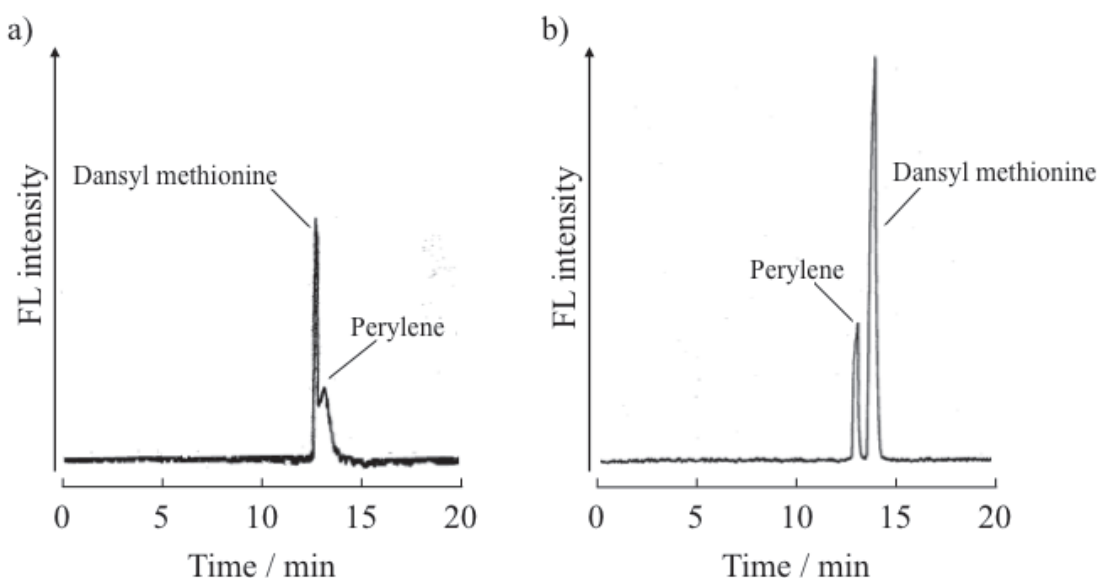 a)
FL intensity
Dansyl methionine
Perylene
0 5 10 15 20
Time / min
b)
FL intensity
Dansyl methionine
Perylene
0 5 10 15 20
Time / min